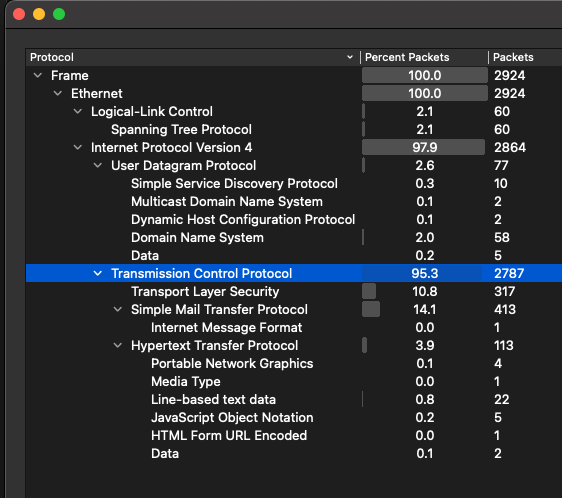 Protocol Percent Packets Packets
Frame 100.0 2924
Ethernet 100.0 2924
Logical-Link Control 2.1 60
Spanning Tree Protocol 2.1 60
Internet Protocol Version 4 97.9 2864
User Datagram Protocol 2.6 77
Simple Service Discovery Protocol 0.3 10
Multicast Domain Name System 0.1 2
Dynamic Host Configuration Protocol 0.1 2
Domain Name System 2.0 58
Data 0.2 5
Transmission Control Protocol 95.3 2787
Transport Layer Security 10.8 317
Simple Mail Transfer Protocol 14.1 413
Internet Message Format 0.0 1
Hypertext Transfer Protocol 3.9 113
Portable Network Graphics 0.1 4
Media Type 0.0 1
Line-based text data 0.8 22
JavaScript Object Notation 0.2 5
HTML Form URL Encoded 0.0 1
Data 0.1 2